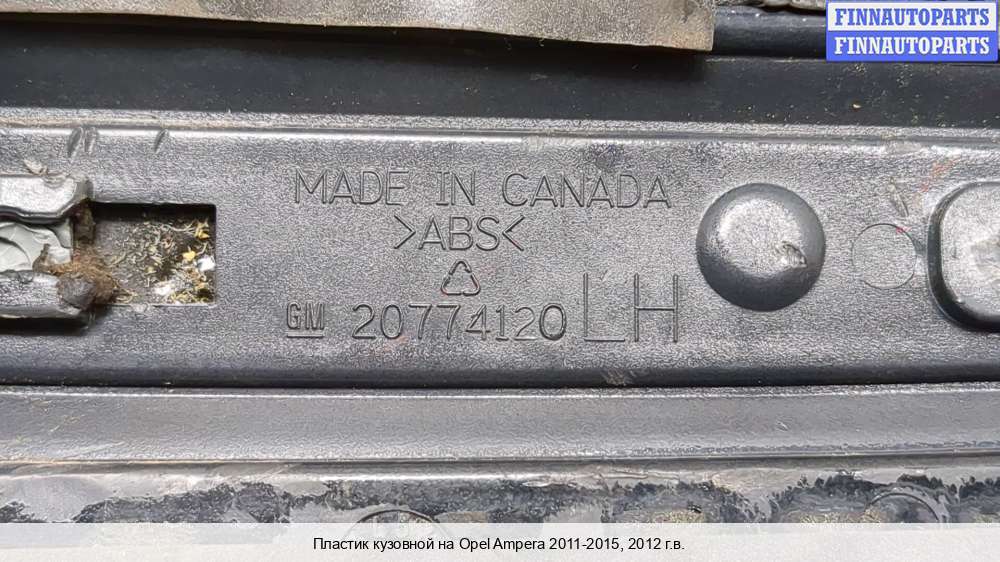 FINNAUTOPARTS
FINNAUTOPARTS
MADE IN CANADA
>ABS<
GM 20774120 LH
Пластик кузовной на Opel Ampera 2011-2015, 2012 г.в.